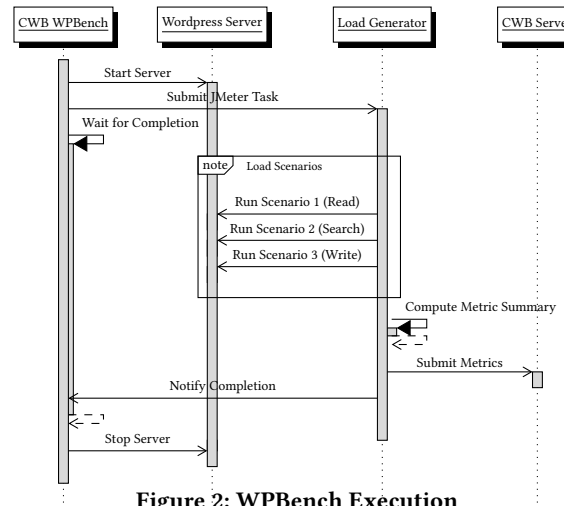 CWB WPBench
Wordpress Server
Load Generator
CWB Serve
Start Server
Submit JMeter Task
Wait for Completion
note
Load Scenarios
Run Scenario 1 (Read)
Run Scenario 2 (Search)
Run Scenario 3 (Write)
Compute Metric Summary
Submit Metrics
Notify Completion
Stop Server
Figure 2: WPBench Execution